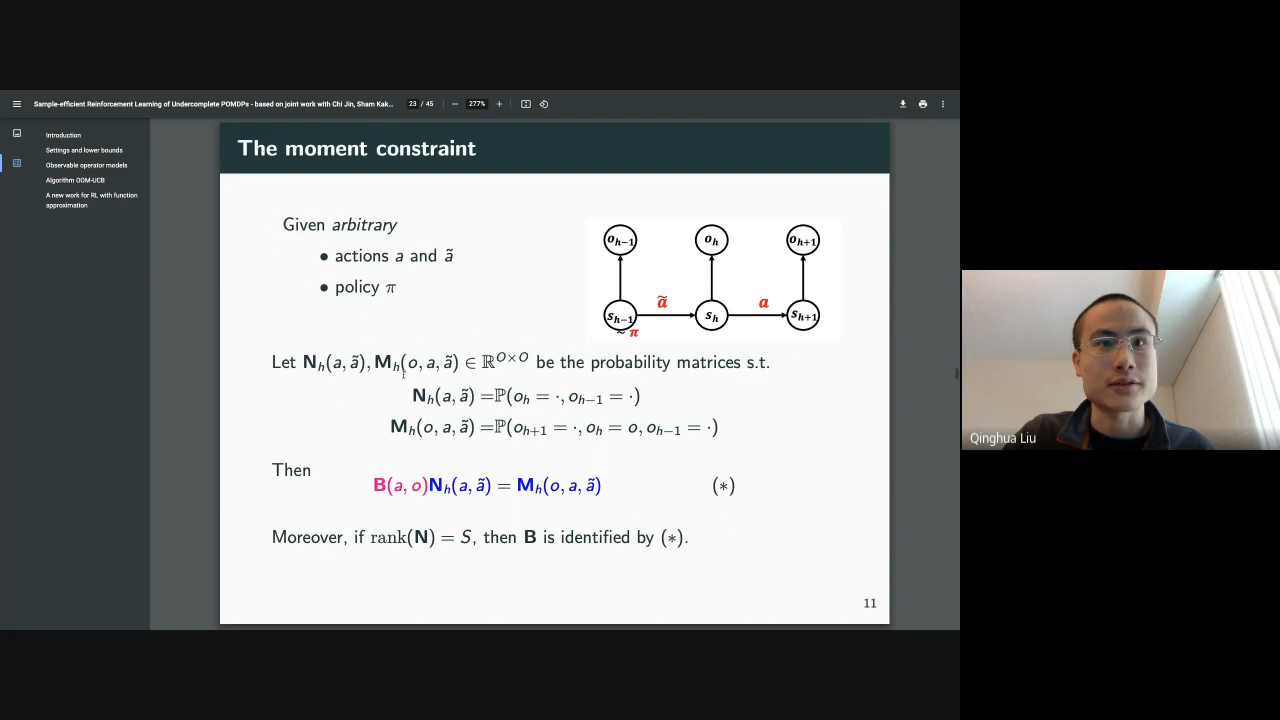 Sample-efficient Reinforcement Learning of Undercomplete POMDPs - based on joint work with Chi Jin, Sham Kak... 23 / 45 277%
Introduction
Settings and lower bounds
Observable operator models
Algorithm OOM-UCB
A new work for RL with function
approximation
The moment constraint
Given arbitrary
• actions a and ã
• policy π
o_{h−1} o_h o_{h+1}
ã a
s_{h−1} s_h s_{h+1}
~ π
Let N_h(a, ã), M_h(o, a, ã) ∈ ℝ^{O×O} be the probability matrices s.t.
N_h(a, ã) =ℙ(o_h = ·, o_{h−1} = ·)
M_h(o, a, ã) =ℙ(o_{h+1} = ·, o_h = o, o_{h−1} = ·)
Then
B(a, o)N_h(a, ã) = M_h(o, a, ã) (∗)
Moreover, if rank(N) = S, then B is identified by (∗).
11
Qinghua Liu